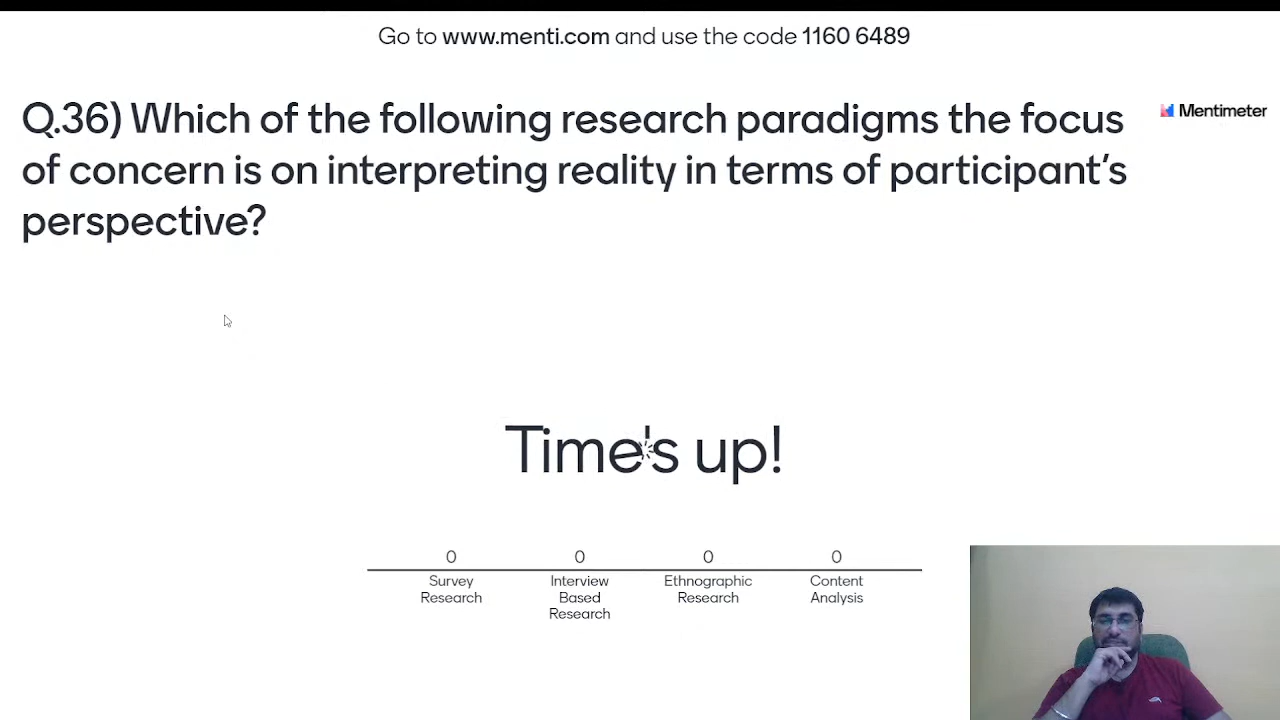 Go to www.menti.com and use the code 1160 6489
Q.36) Which of the following research paradigms the focus
of concern is on interpreting reality in terms of participant’s
perspective?
Mentimeter
Time's up!
0 0 0 0
Survey Research
Interview Based Research
Ethnographic Research
Content Analysis